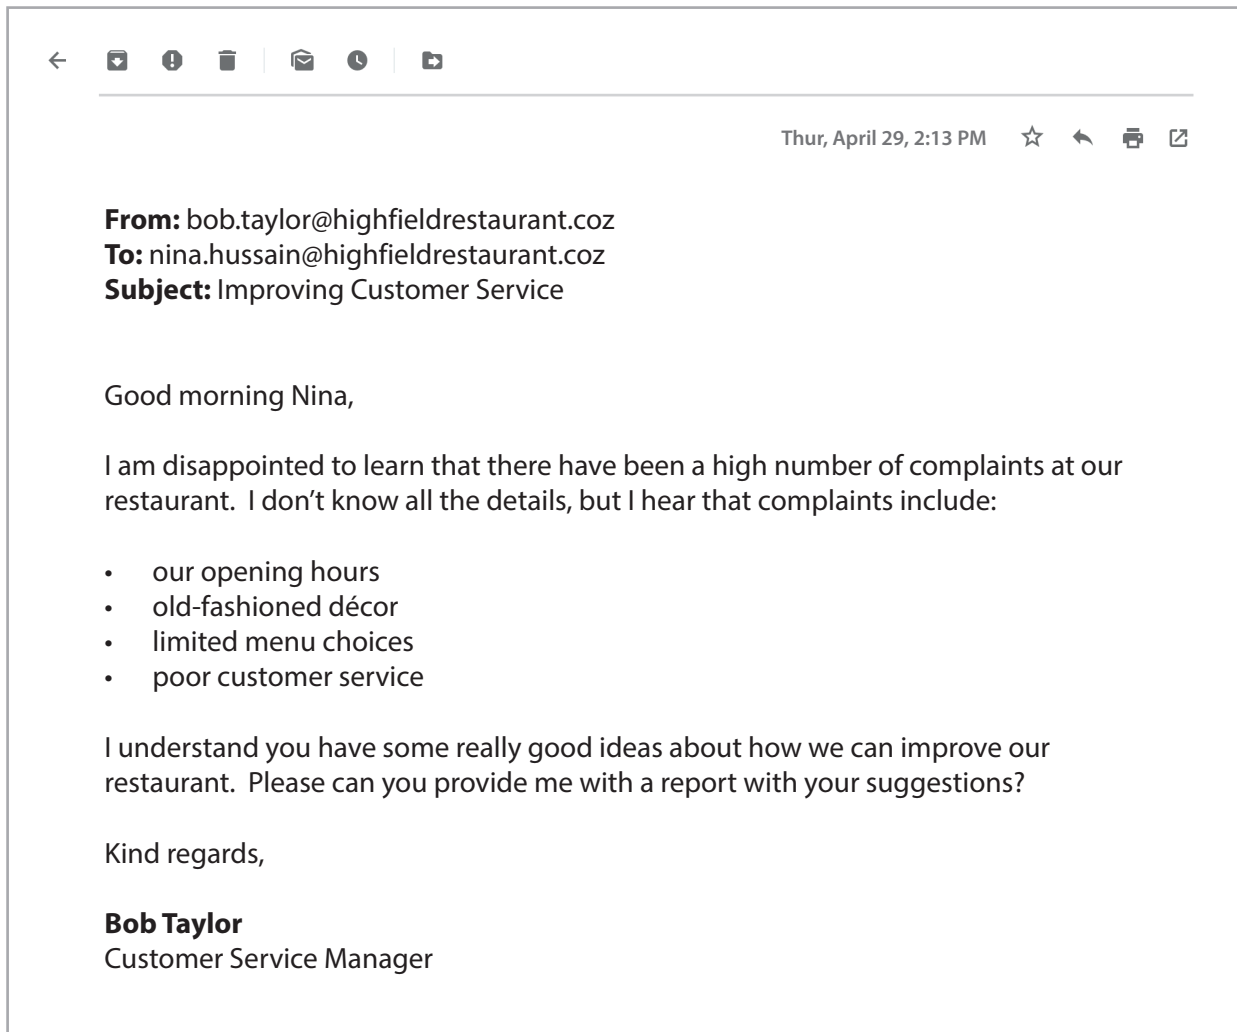 Thur, April 29, 2:13 PM
From: bob.taylor@highfieldrestaurant.coz
To: nina.hussain@highfieldrestaurant.coz
Subject: Improving Customer Service
Good morning Nina,
I am disappointed to learn that there have been a high number of complaints at our
restaurant.  I don’t know all the details, but I hear that complaints include:
• our opening hours
• old-fashioned décor
• limited menu choices
• poor customer service
I understand you have some really good ideas about how we can improve our
restaurant.  Please can you provide me with a report with your suggestions?
Kind regards,
Bob Taylor
Customer Service Manager